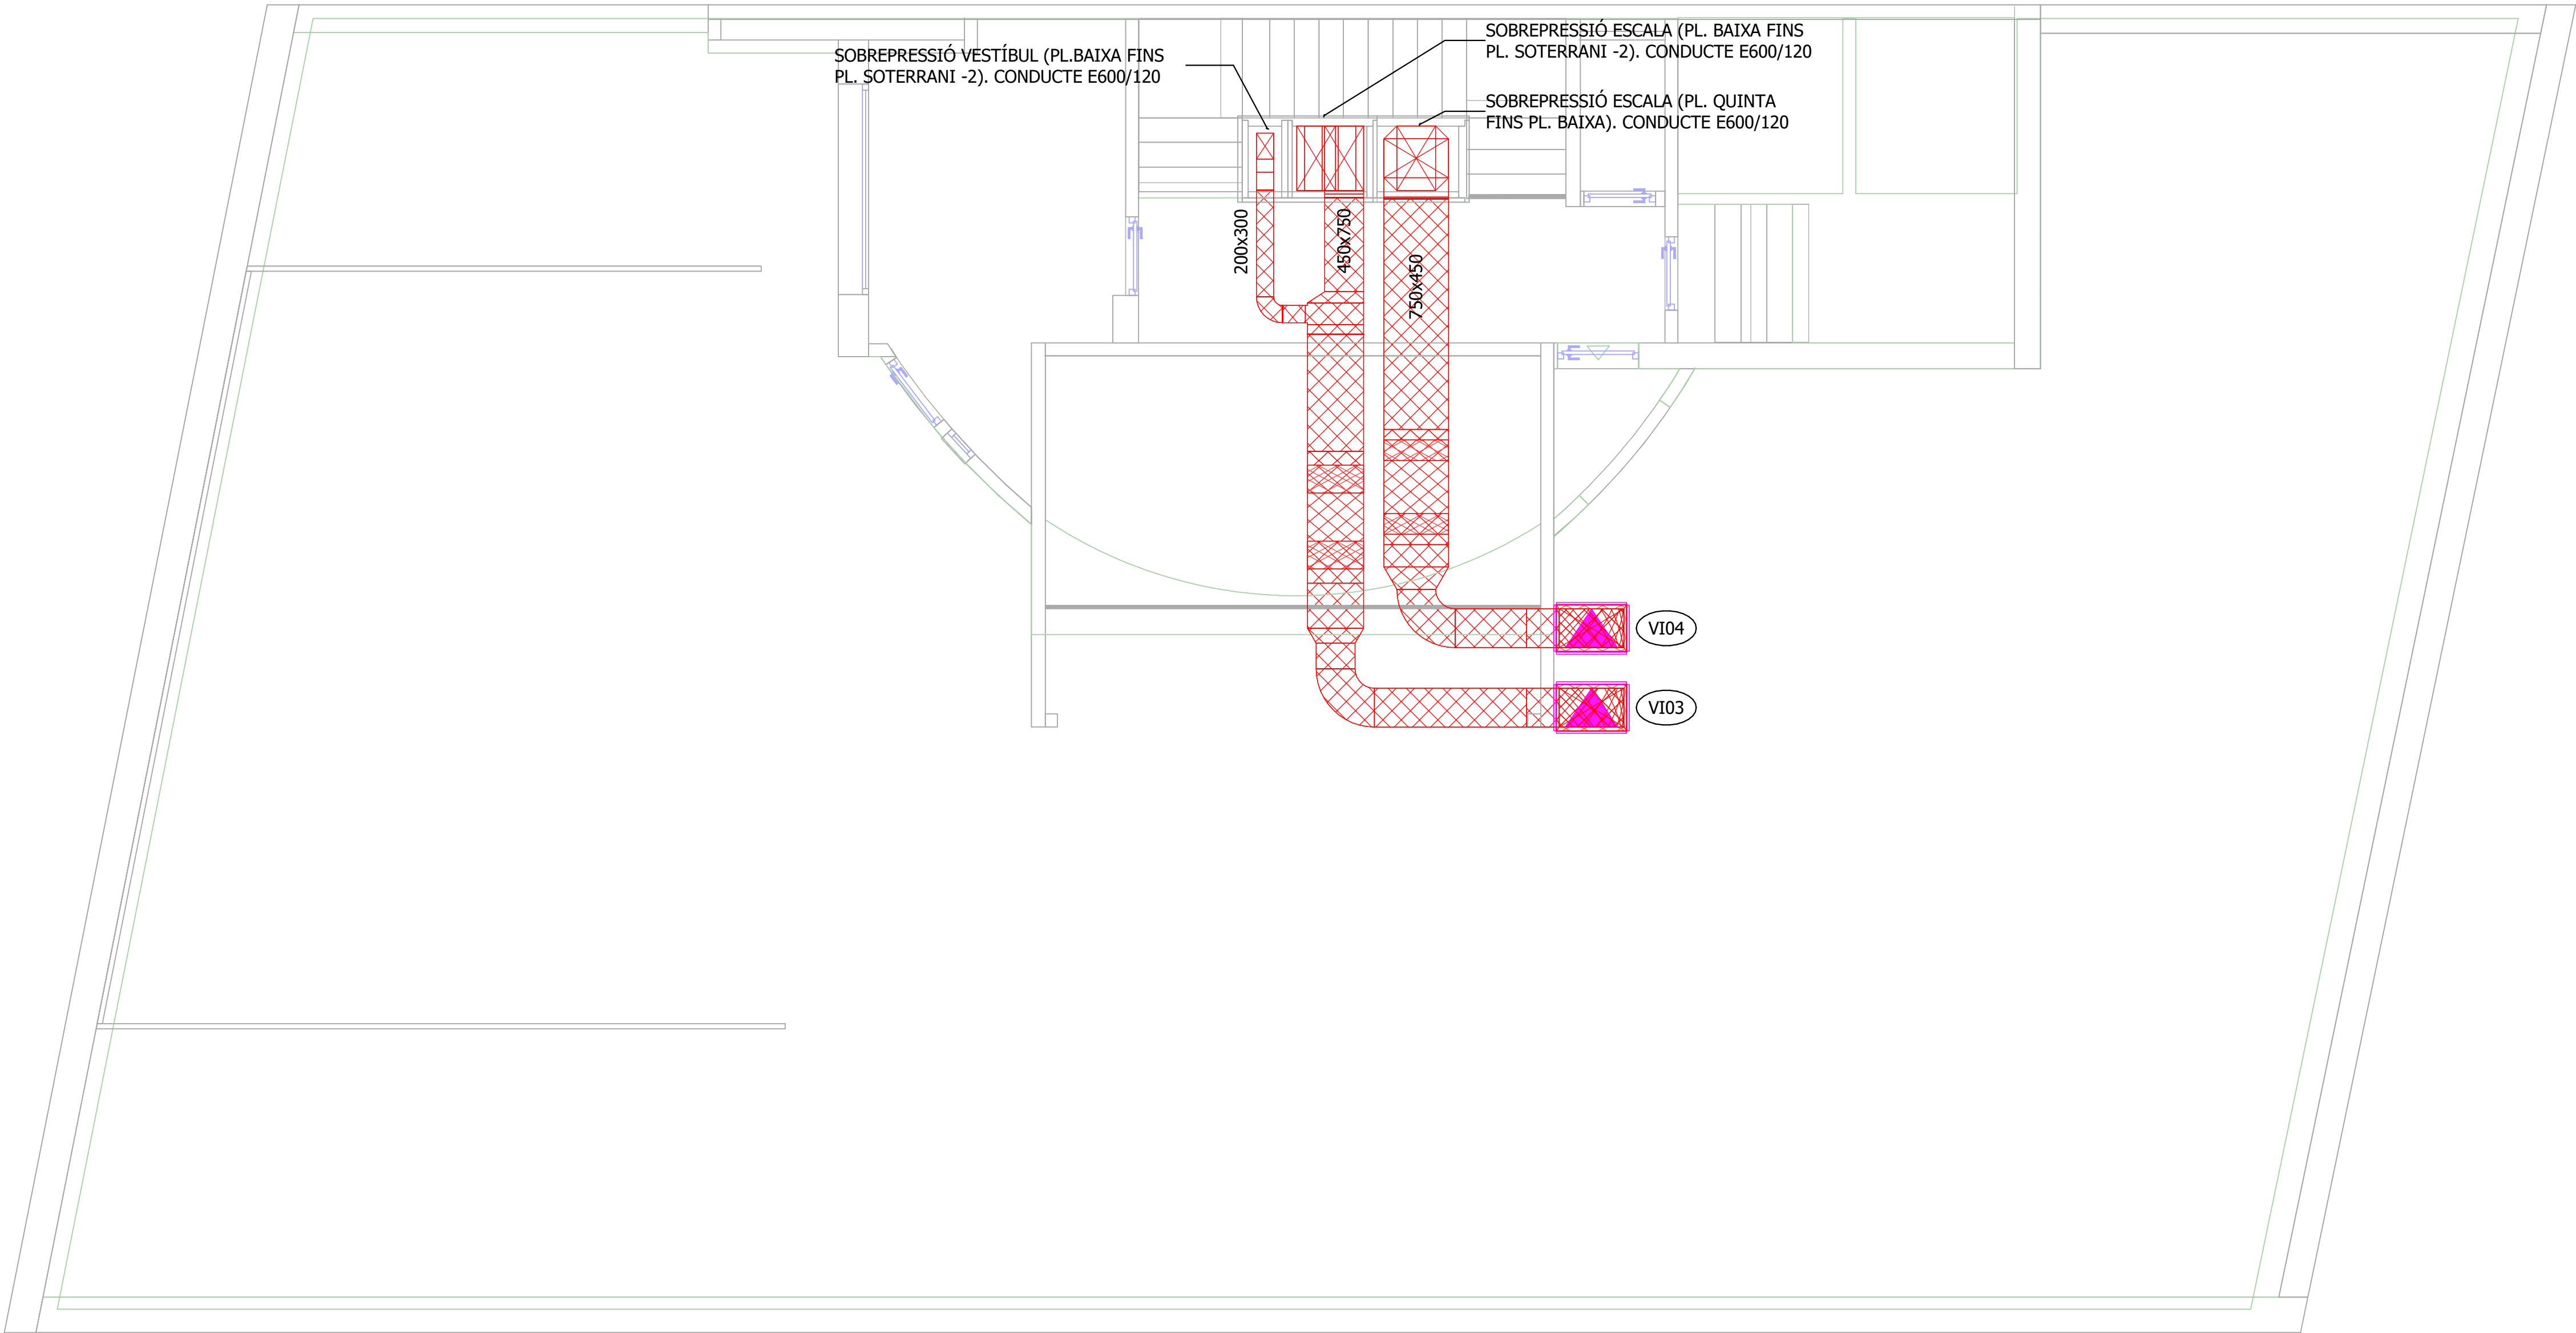 SOBREPRESSIÓ VESTÍBUL (PL.BAIXA FINS
PL. SOTERRANI -2). CONDUCTE E600/120
SOBREPRESSIÓ ESCALA (PL. BAIXA FINS
PL. SOTERRANI -2). CONDUCTE E600/120
SOBREPRESSIÓ ESCALA (PL. QUINTA
FINS PL. BAIXA). CONDUCTE E600/120
200x300
450x750
750x450
VI04
VI03